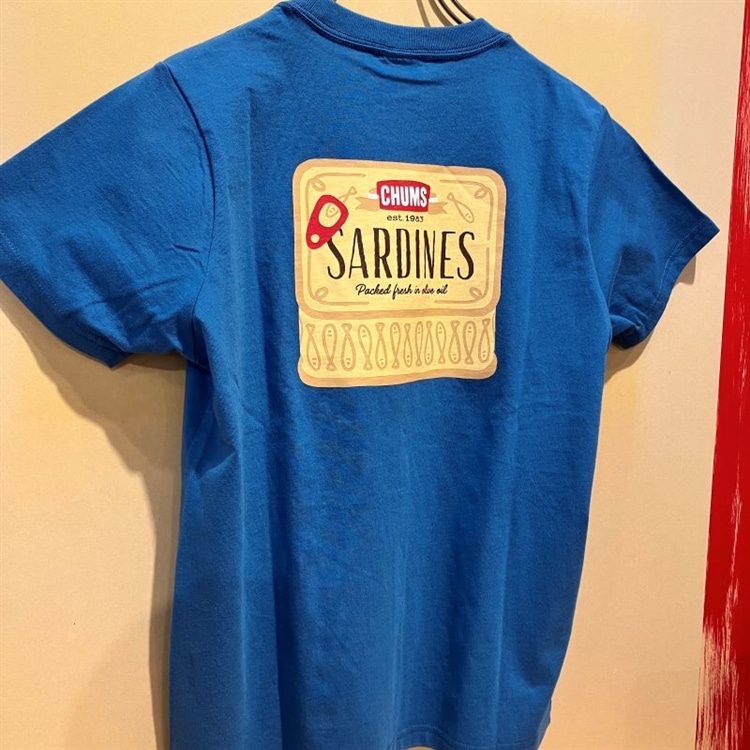 CHUMS
est.1983
SARDINES
Packed fresh in olive oil